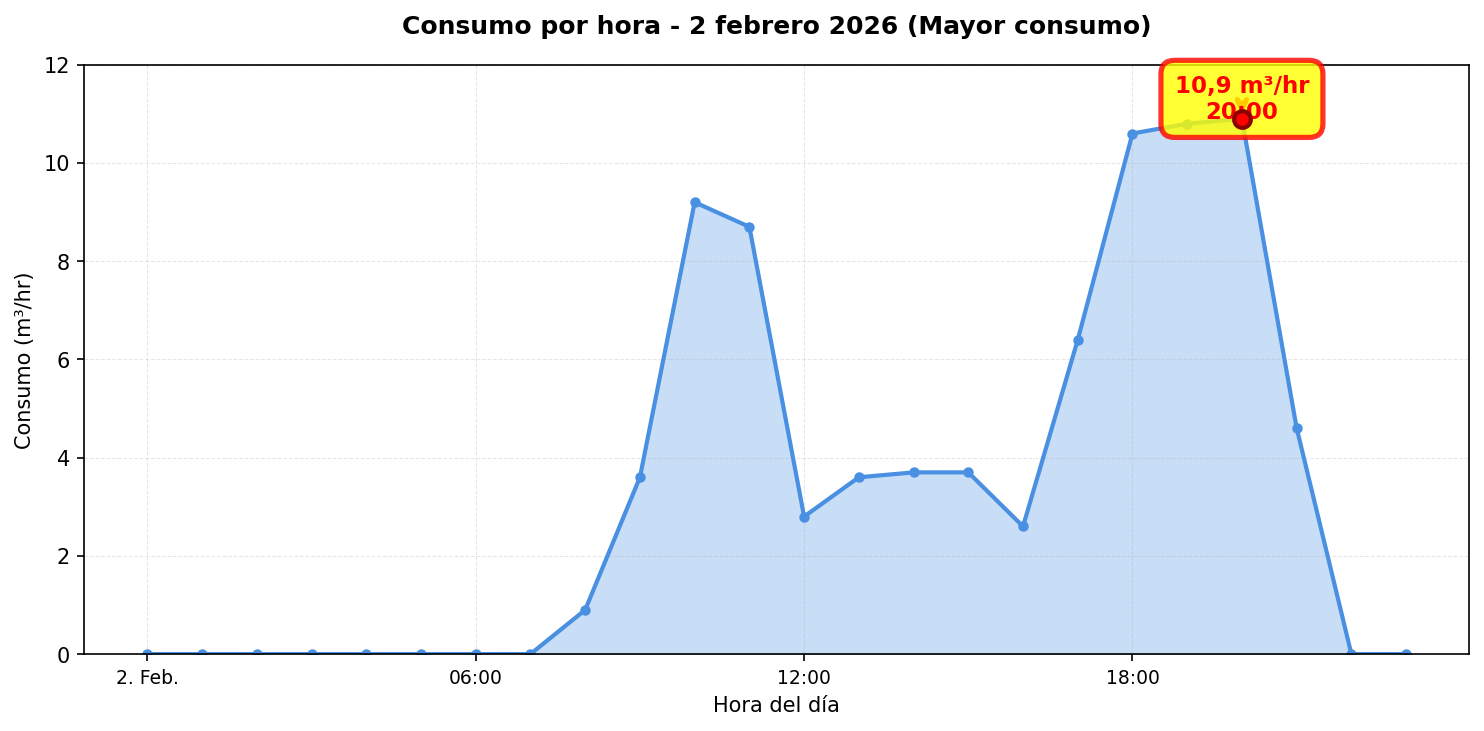 Consumo por hora - 2 febrero 2026 (Mayor consumo)
10,9 m³/hr
20:00
Consumo (m³/hr)
12
10
8
6
4
2
0
2. Feb.
06:00
12:00
18:00
Hora del día